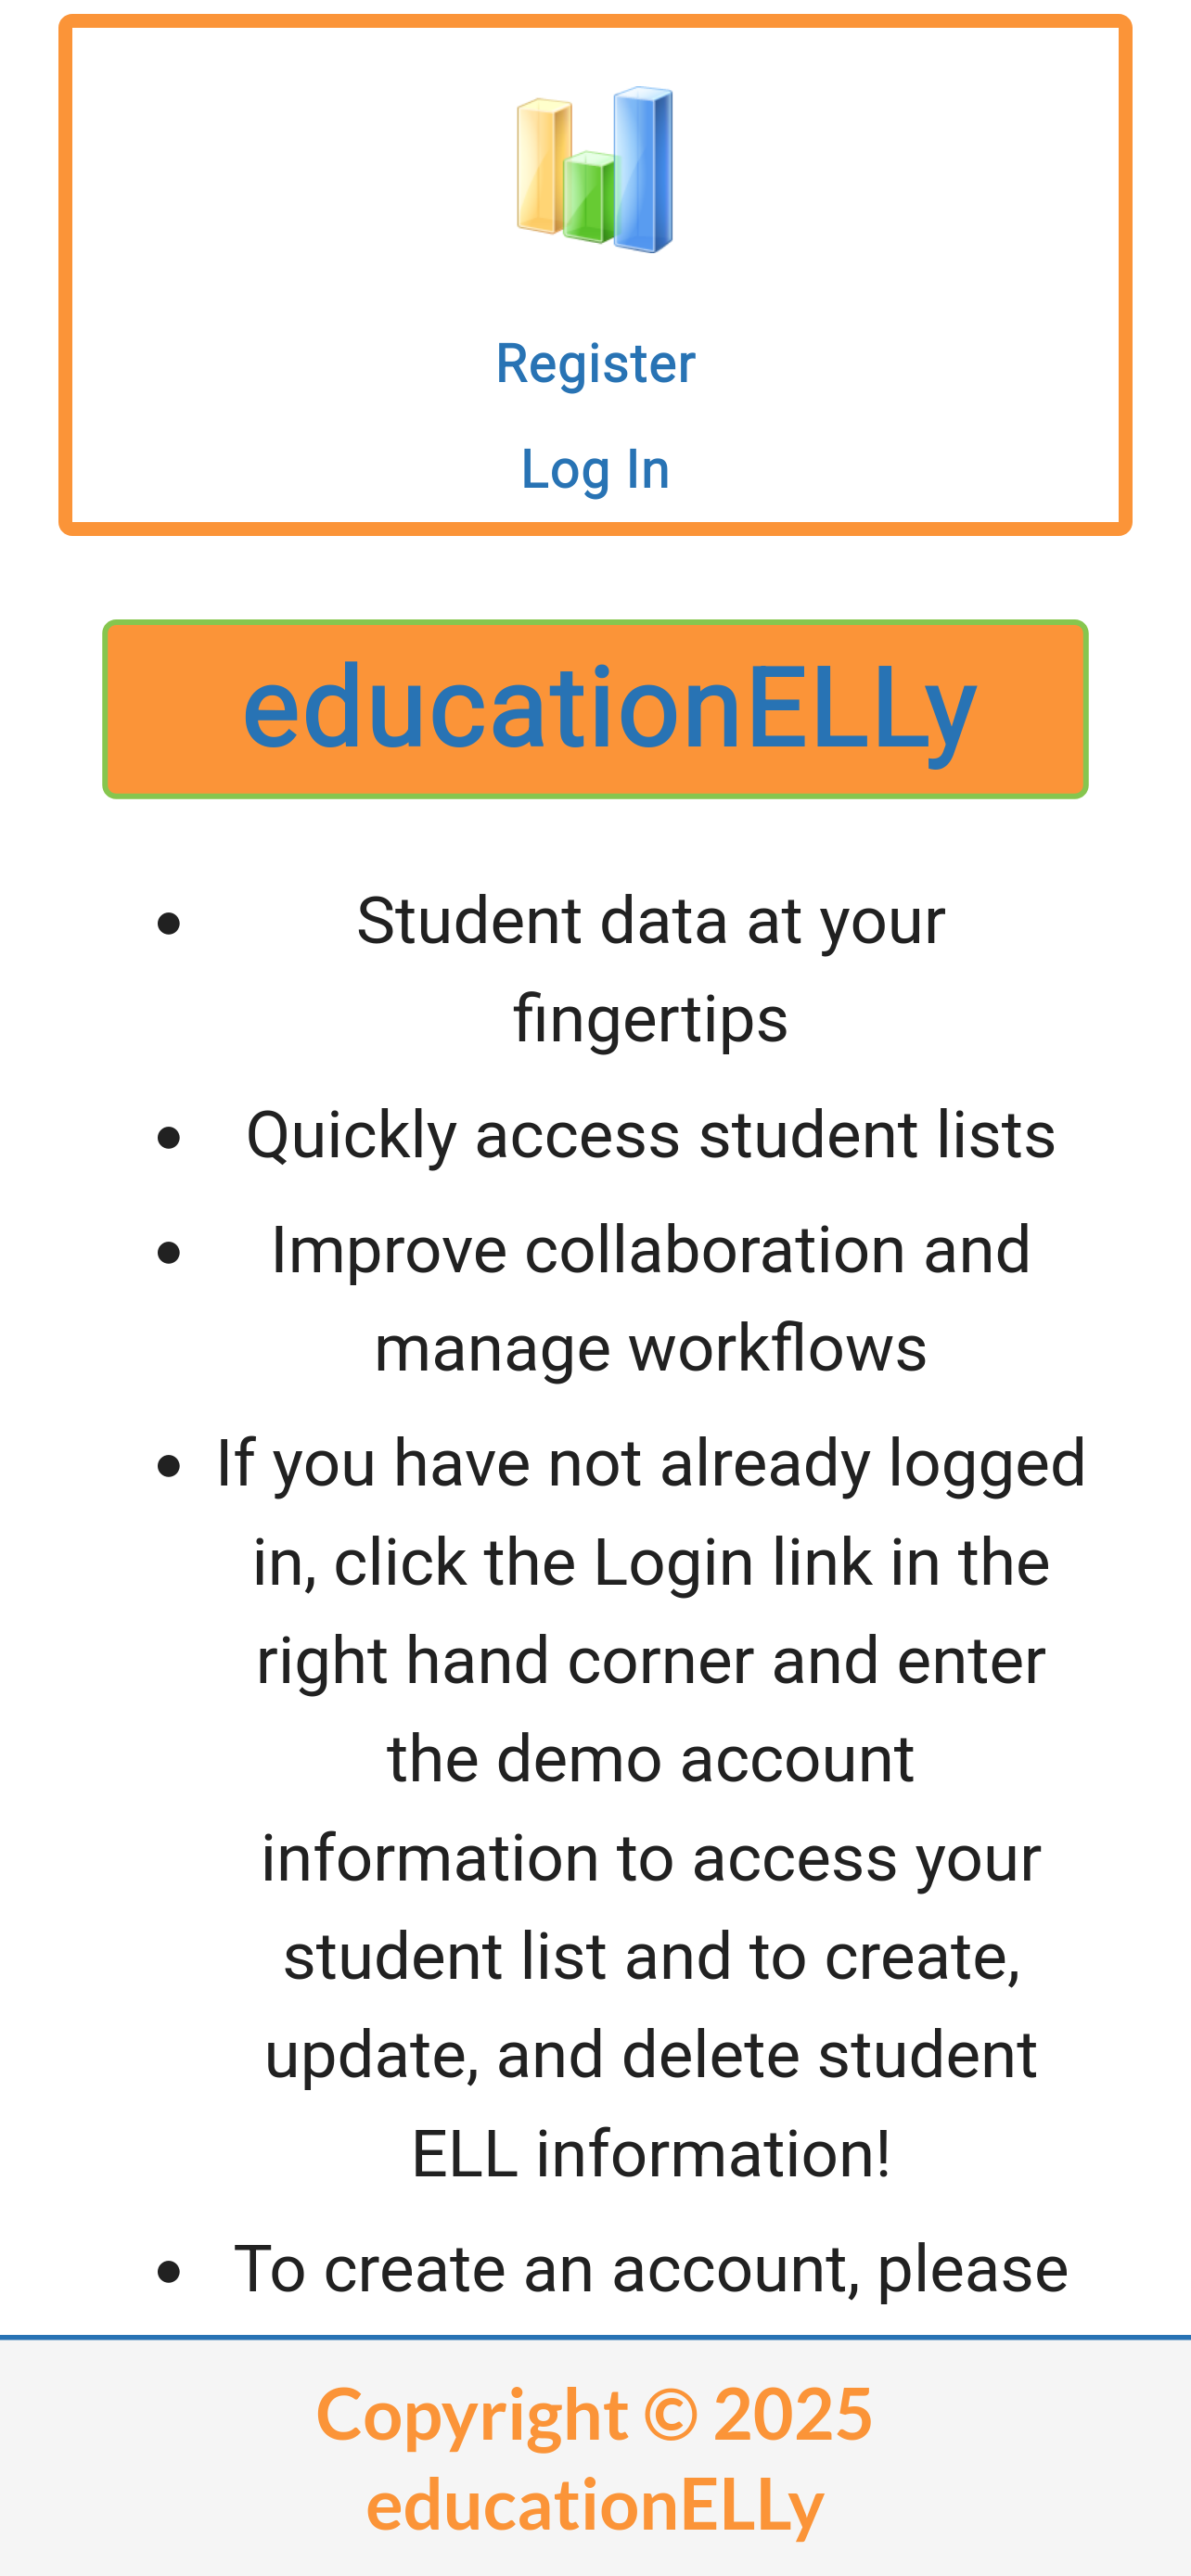 Register
Log In
educationELLy
• Student data at your
fingertips
• Quickly access student lists
• Improve collaboration and
manage workflows
• If you have not already logged
in, click the Login link in the
right hand corner and enter
the demo account
information to access your
student list and to create,
update, and delete student
ELL information!
• To create an account, please
Copyright © 2025
educationELLy